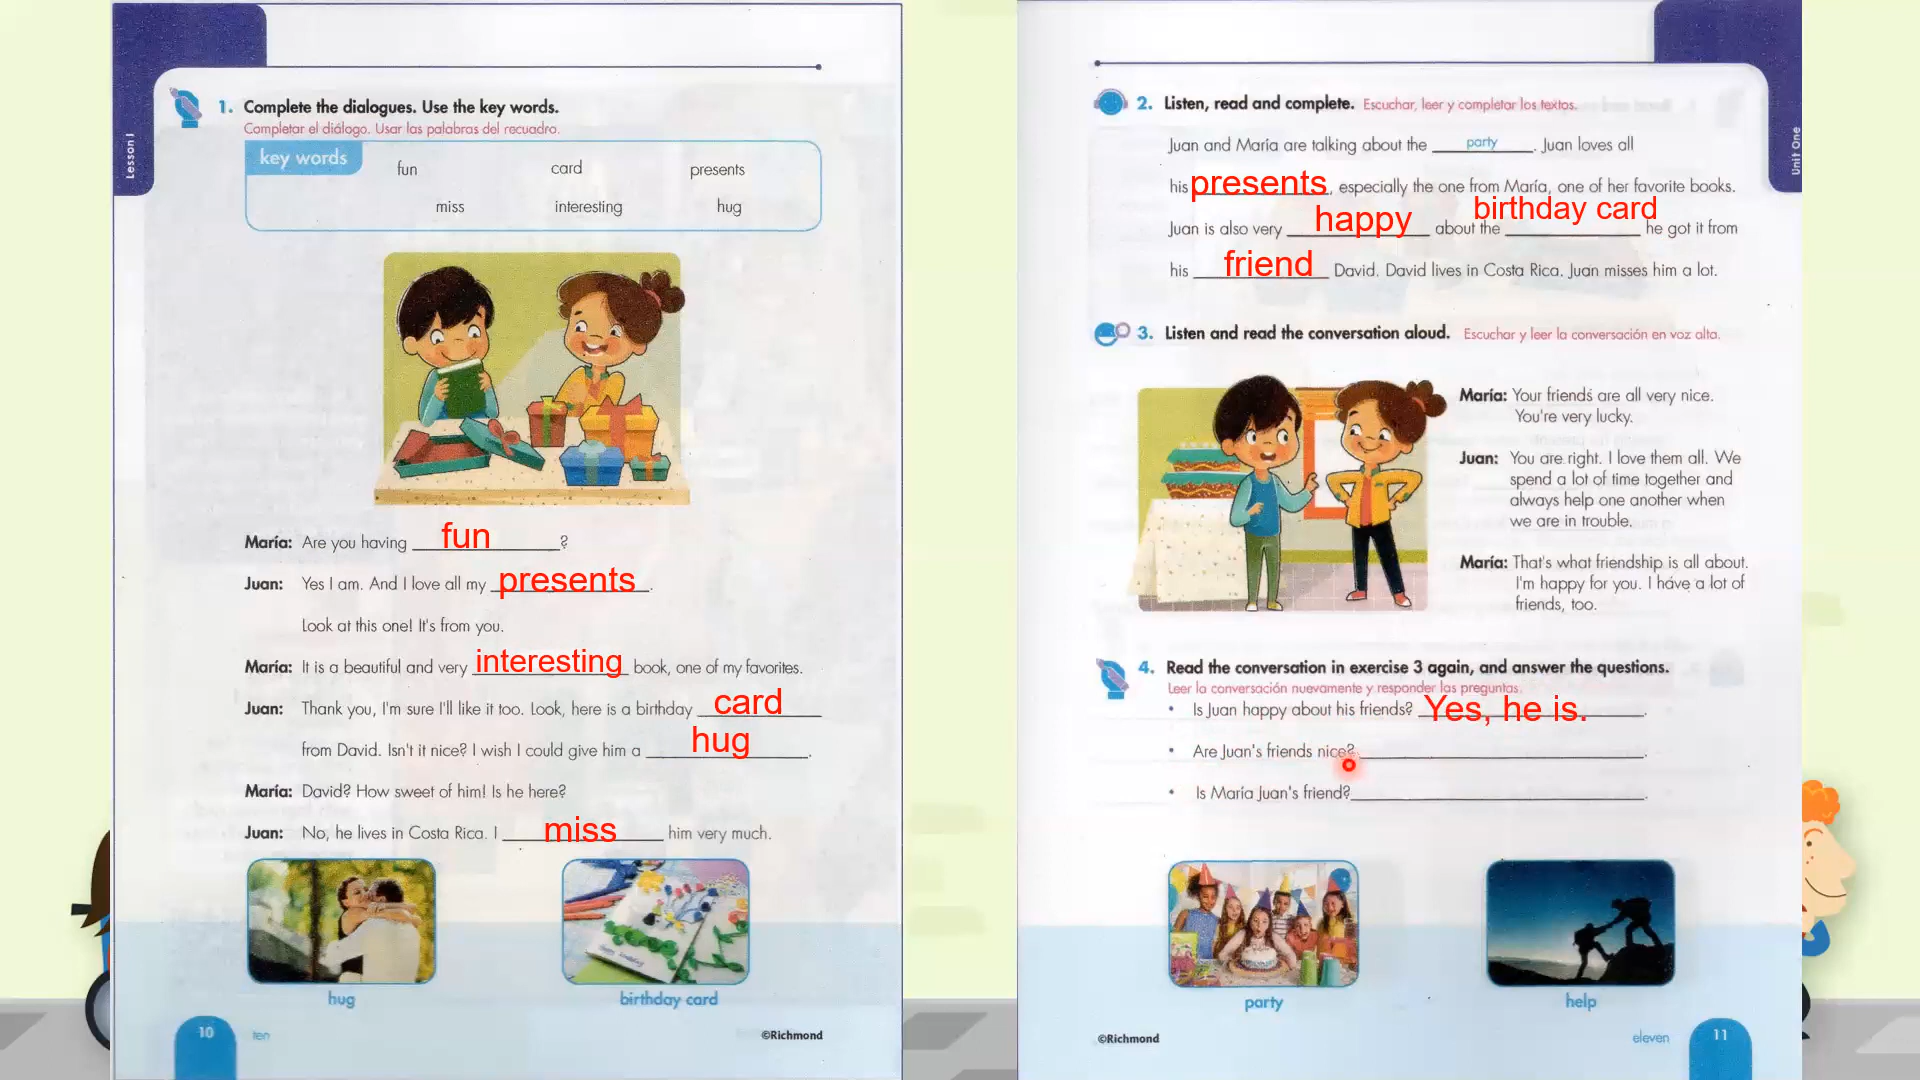 Lesson 1
1. Complete the dialogues. Use the key words.
Completar el diálogo. Usar las palabras del recuadro.
key words
fun card presents
miss interesting hug
María: Are you having fun ?
Juan: Yes I am. And I love all my presents .
Look at this one! It's from you.
María: It is a beautiful and very interesting book, one of my favorites.
Juan: Thank you, I'm sure I'll like it too. Look, here is a birthday card
from David. Isn't it nice? I wish I could give him a hug .
María: David? How sweet of him! Is he here?
Juan: No, he lives in Costa Rica. I miss him very much.
hug birthday card
10 ten ©Richmond
Unit One
2. Listen, read and complete. Escuchar, leer y completar los textos.
Juan and María are talking about the party . Juan loves all
his presents , especially the one from María, one of her favorite books.
Juan is also very happy about the birthday card he got it from
his friend David. David lives in Costa Rica. Juan misses him a lot.
3. Listen and read the conversation aloud. Escuchar y leer la conversación en voz alta.
María: Your friends are all very nice.
You're very lucky.
Juan: You are right. I love them all. We
spend a lot of time together and
always help one another when
we are in trouble.
María: That's what friendship is all about.
I'm happy for you. I have a lot of
friends, too.
4. Read the conversation in exercise 3 again, and answer the questions.
Leer la conversación nuevamente y responder las preguntas.
• Is Juan happy about his friends? Yes, he is. .
• Are Juan's friends nice? .
• Is María Juan's friend? .
party help
©Richmond eleven 11